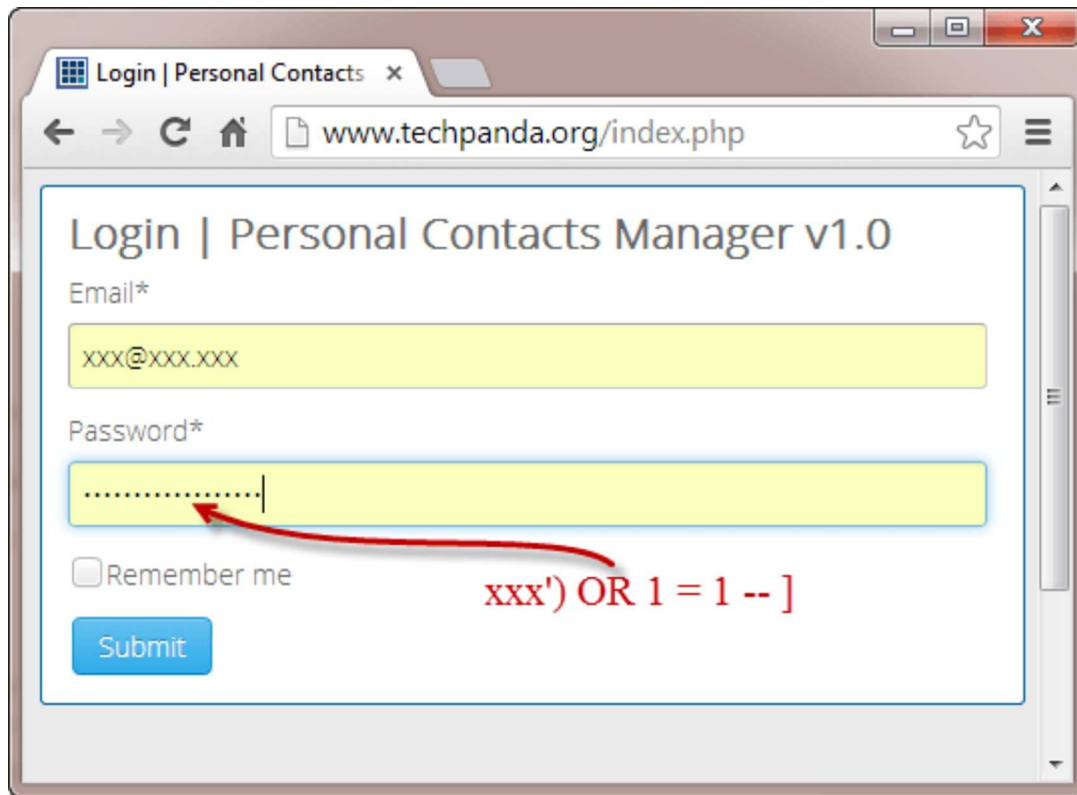 Login | Personal Contacts
www.techpanda.org/index.php
Login | Personal Contacts Manager v1.0
Email*
xxx@xxx.xxx
Password*
...................
Remember me
xxx') OR 1 = 1 -- ]
Submit